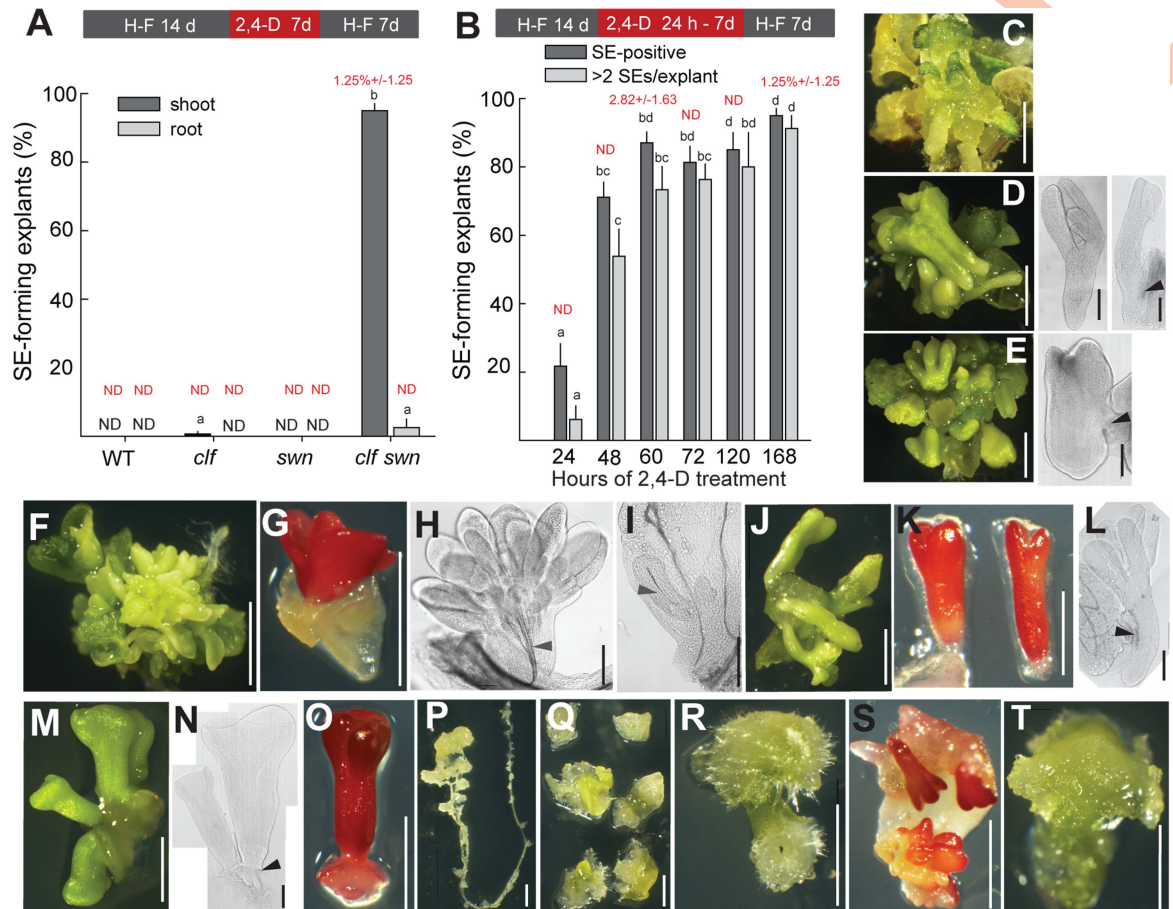 A
H-F 14 d
2,4-D 7d
H-F 7d
SE-forming explants (%)
100
80
60
40
20
shoot
root
1.25%+/-1.25
b
ND ND
ND ND
ND ND
ND
ND ND
a
ND
ND ND
a
WT
clf
swn
clf swn
B
H-F 14 d
2,4-D 24 h - 7d
H-F 7d
SE-positive
>2 SEs/explant
SE-forming explants (%)
100
80
60
40
20
ND
a
a
ND
bc
c
2.82+/-1.63
bd
bc
ND
bd
bc
ND
d
bd
1.25%+/-1.25
d
d
24
48
60
72
120
168
Hours of 2,4-D treatment
C
D
E
F
G
H
I
J
K
L
M
N
O
P
Q
R
S
T